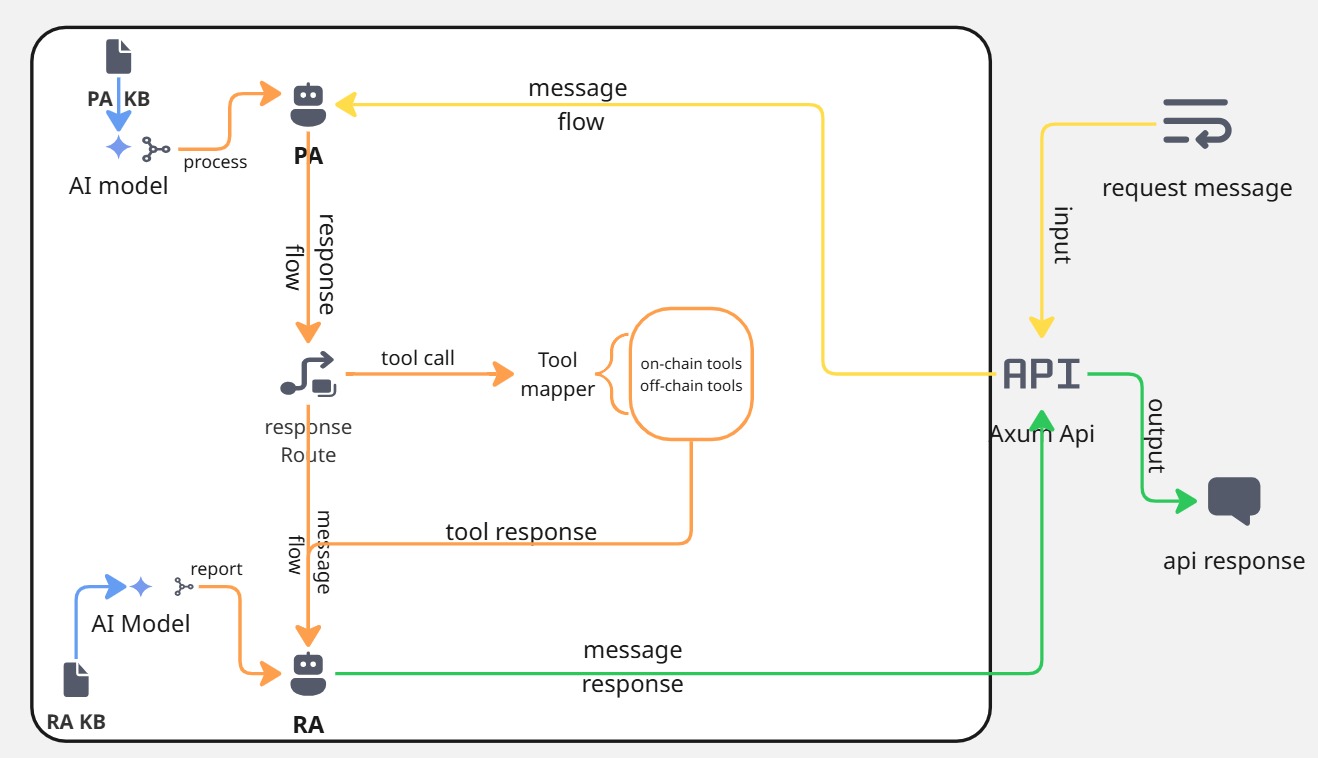 PA KB
AI model
process
PA
message
flow
request message
input
response
flow
tool call
Tool
mapper
on-chain tools
off-chain tools
API
Axum Api
response
Route
output
tool response
message
flow
api response
report
AI Model
RA KB
RA
message
response